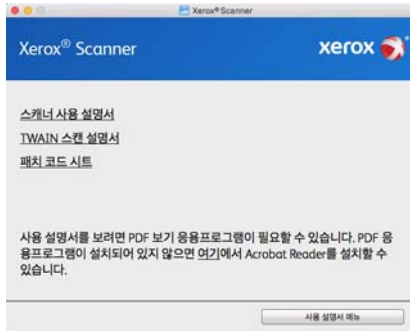 Xerox® Scanner
Xerox® Scanner
xerox
스캐너 사용 설명서
TWAIN 스캔 설명서
패치 코드 시트
사용 설명서를 보려면 PDF 보기 응용프로그램이 필요할 수 있습니다. PDF 응
용프로그램이 설치되어 있지 않으면 여기에서 Acrobat Reader를 설치할 수
있습니다.
사용 설명서 메뉴